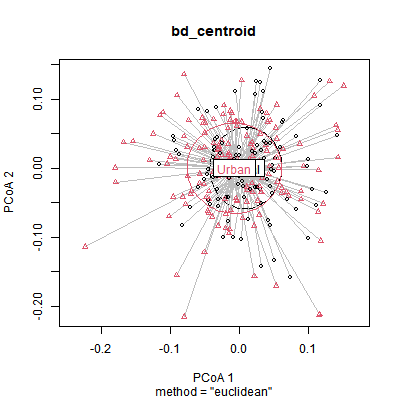 bd_centroid
PCoA 2
0.10
0.00
-0.10
-0.20
Urban
-0.2
-0.1
0.0
0.1
PCoA 1
method = "euclidean"